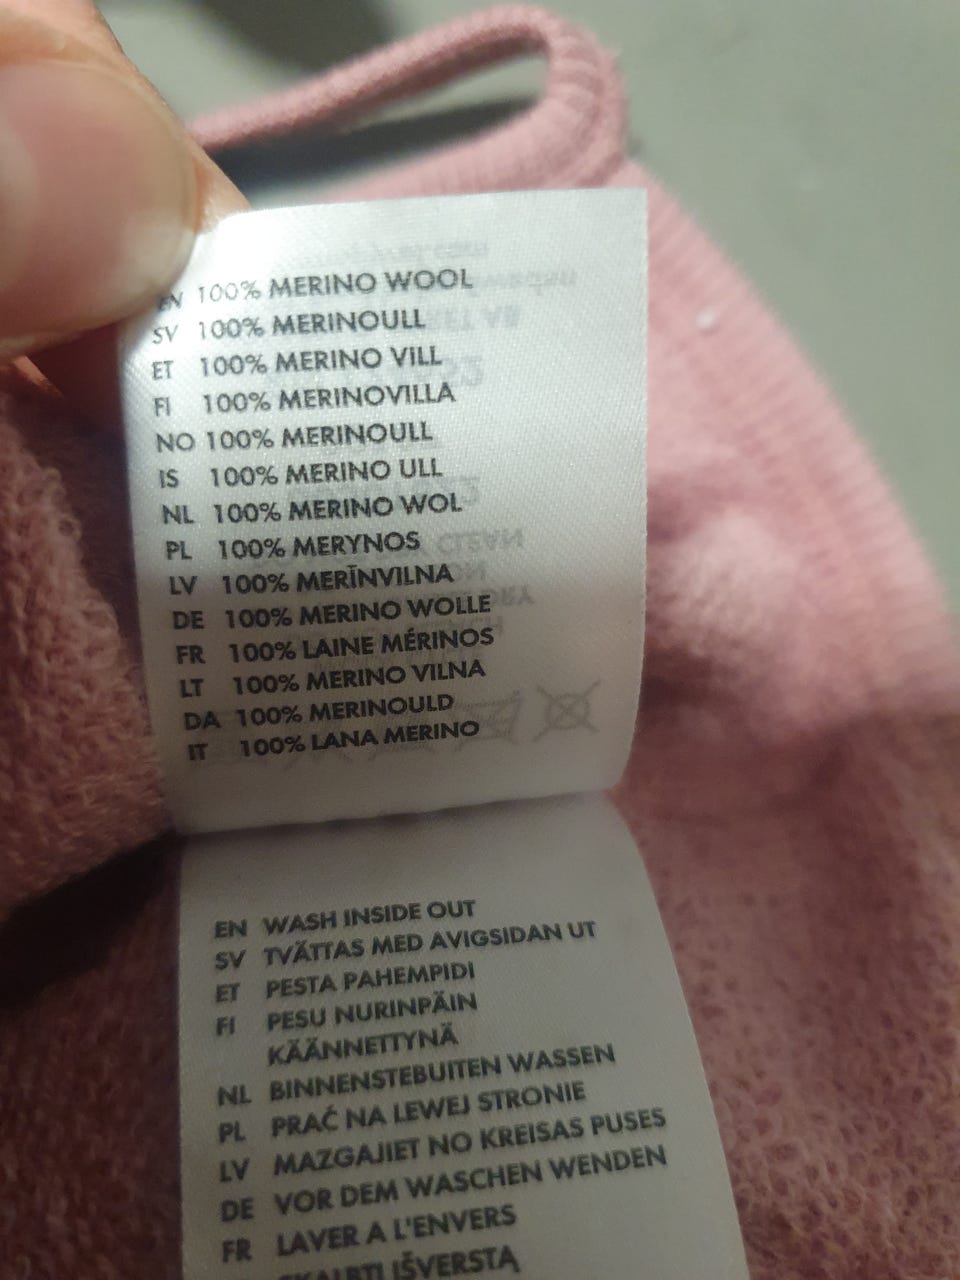 EN 100% MERINO WOOL
SV 100% MERINOULL
ET 100% MERINO VILL
FI 100% MERINOVILLA
NO 100% MERINOULL
IS 100% MERINO ULL
NL 100% MERINO WOL
PL 100% MERYNOS
LV 100% MERĪNVILNA
DE 100% MERINO WOLLE
FR 100% LAINE MÉRINOS
LT 100% MERINO VILNA
DA 100% MERINOULD
IT 100% LANA MERINO
EN WASH INSIDE OUT
SV TVÄTTAS MED AVIGSIDAN UT
ET PESTA PAHEMPIDI
FI PESU NURINPÄIN
KÄÄNNETTYNÄ
NL BINNENSTEBUITEN WASSEN
PL PRAĆ NA LEWEJ STRONIE
LV MAZGAJIET NO KREISAS PUSES
DE VOR DEM WASCHEN WENDEN
FR LAVER A L'ENVERS
SKALBTI IŠVERSTĄ